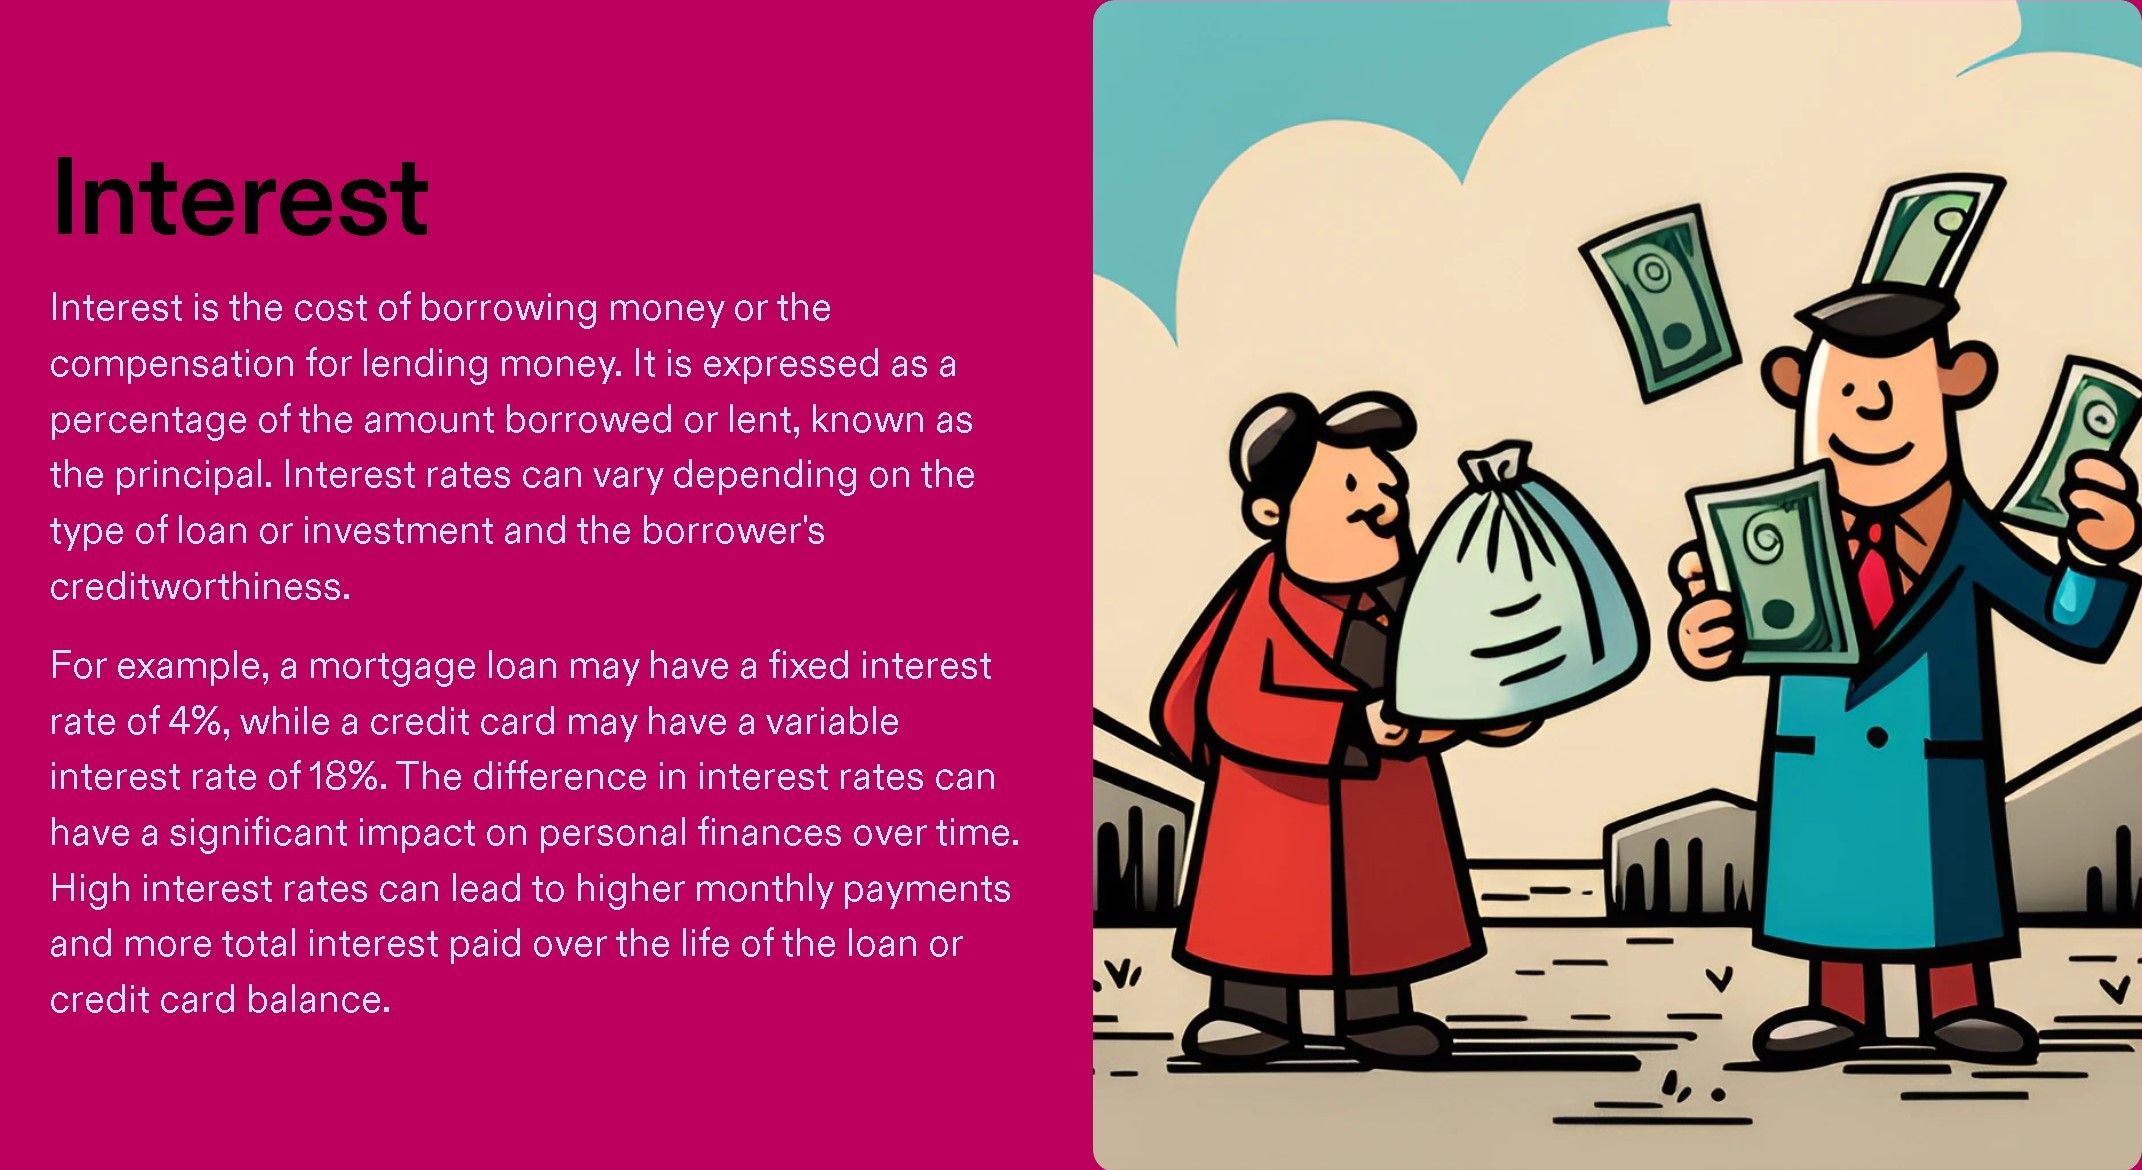 Interest
Interest is the cost of borrowing money or the
compensation for lending money. It is expressed as a
percentage of the amount borrowed or lent, known as
the principal. Interest rates can vary depending on the
type of loan or investment and the borrower's
creditworthiness.
For example, a mortgage loan may have a fixed interest
rate of 4%, while a credit card may have a variable
interest rate of 18%. The difference in interest rates can
have a significant impact on personal finances over time.
High interest rates can lead to higher monthly payments
and more total interest paid over the life of the loan or
credit card balance.